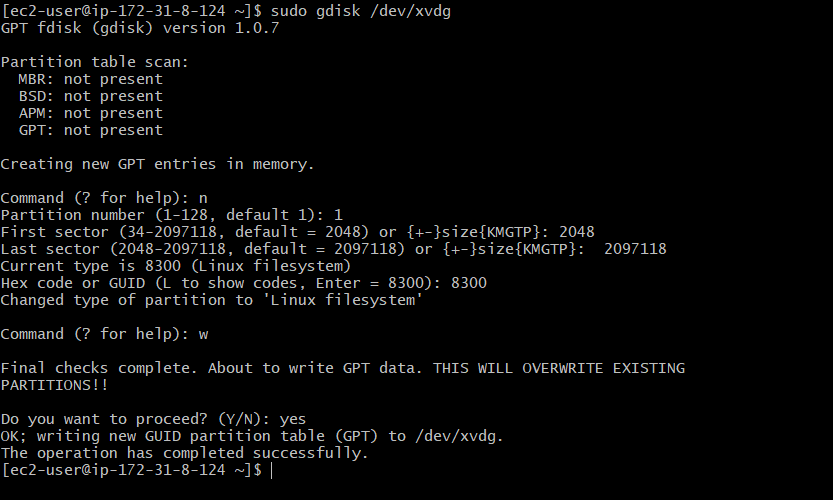 [ec2-user@ip-172-31-8-124 ~]$ sudo gdisk /dev/xvdg
GPT fdisk (gdisk) version 1.0.7
Partition table scan:
  MBR: not present
  BSD: not present
  APM: not present
  GPT: not present
Creating new GPT entries in memory.
Command (? for help): n
Partition number (1-128, default 1): 1
First sector (34-2097118, default = 2048) or {+-}size{KMGTP}: 2048
Last sector (2048-2097118, default = 2097118) or {+-}size{KMGTP}:  2097118
Current type is 8300 (Linux filesystem)
Hex code or GUID (L to show codes, Enter = 8300): 8300
Changed type of partition to 'Linux filesystem'
Command (? for help): w
Final checks complete. About to write GPT data. THIS WILL OVERWRITE EXISTING
PARTITIONS!!
Do you want to proceed? (Y/N): yes
OK; writing new GUID partition table (GPT) to /dev/xvdg.
The operation has completed successfully.
[ec2-user@ip-172-31-8-124 ~]$